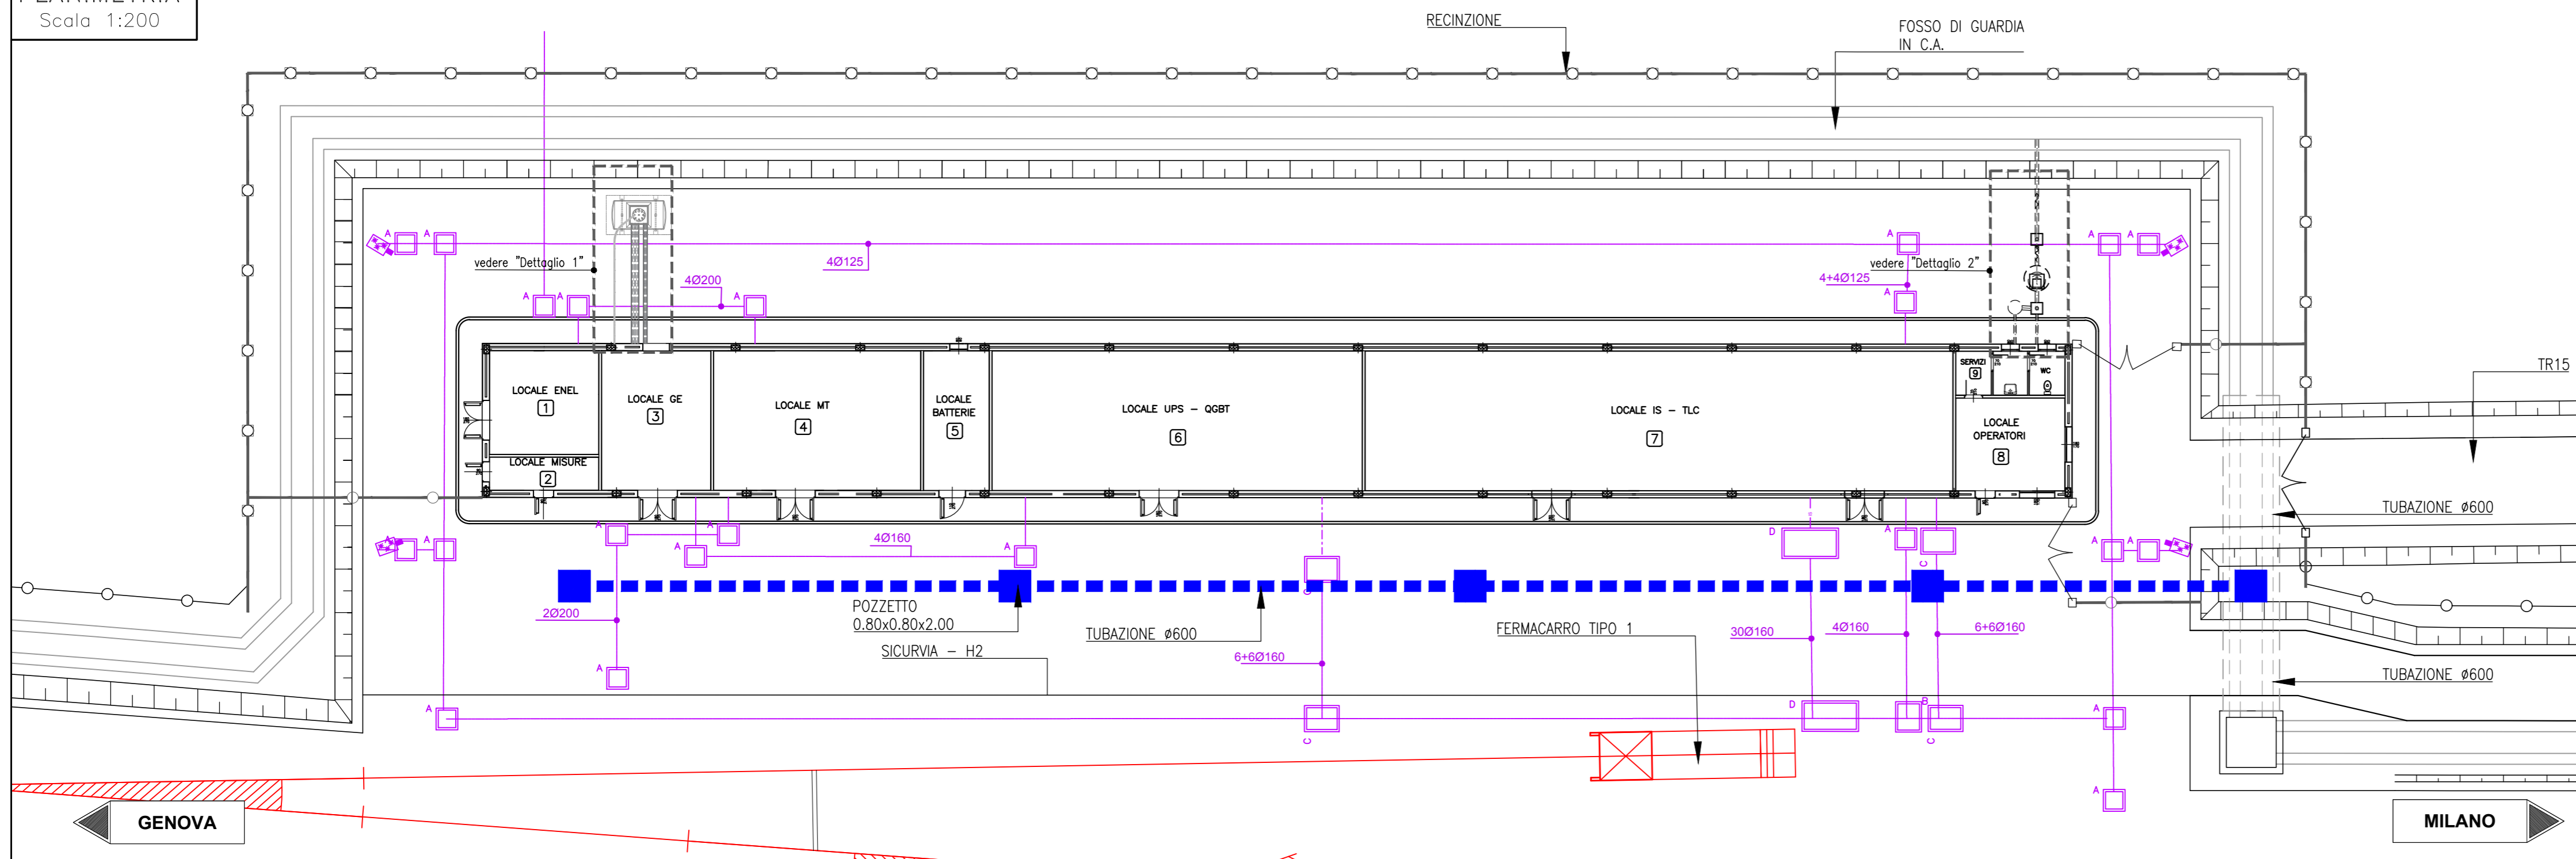 PLANIMETRIA
Scala 1:200
RECINZIONE
FOSSO DI GUARDIA
IN C.A.
A
A
A
A
A
vedere "Dettaglio 1"
4Ø125
vedere "Dettaglio 2"
4Ø200
4+4Ø125
A
A
A
A
TR15
LOCALE ENEL
1
LOCALE MISURE
2
LOCALE GE
3
LOCALE MT
4
LOCALE
BATTERIE
5
LOCALE UPS - QGBT
6
LOCALE IS - TLC
7
SERVIZI
9
WC
LOCALE
OPERATORI
8
TUBAZIONE Ø600
A
A
A
A
A
A
D
A
C
A
A
4Ø160
C
2Ø200
POZZETTO
0.80x0.80x2.00
TUBAZIONE Ø600
FERMACARRO TIPO 1
30Ø160
4Ø160
6+6Ø160
SICURVIA - H2
6+6Ø160
A
TUBAZIONE Ø600
A
C
D
B
C
A
A
GENOVA
MILANO